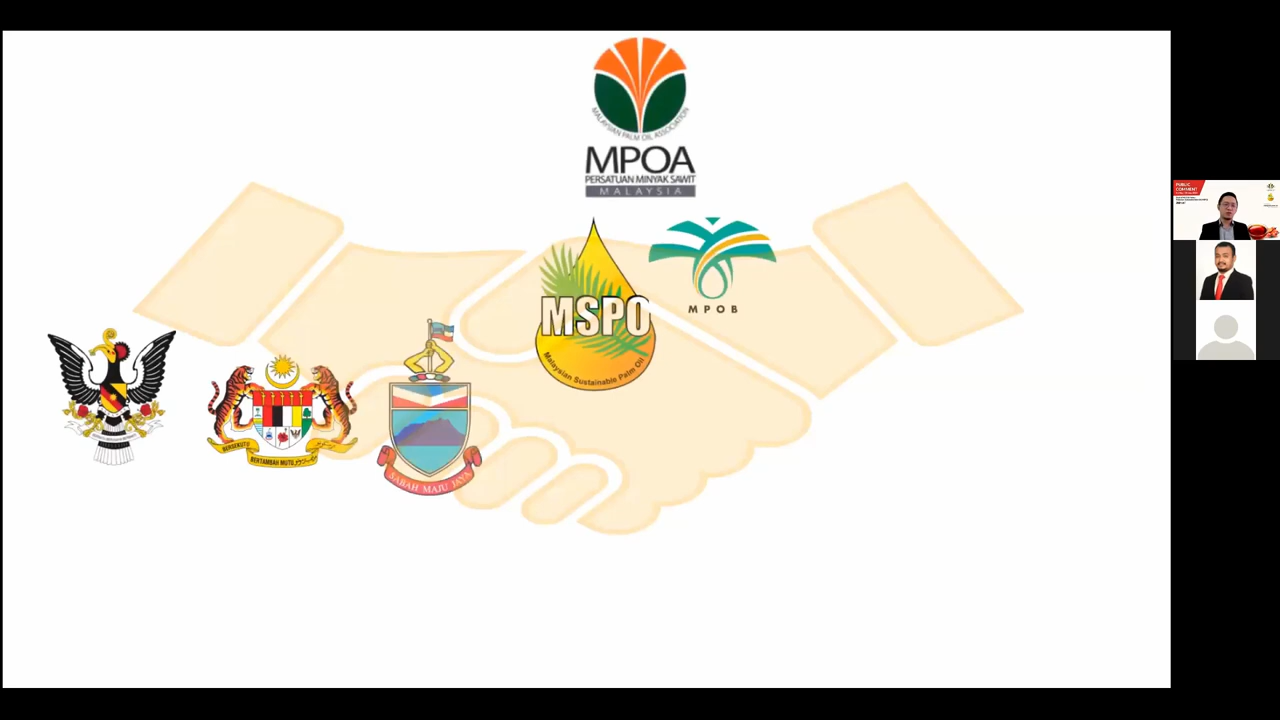 MALAYSIAN PALM OIL ASSOCIATION
MPOA
PERSATUAN MINYAK SAWIT
MALAYSIA
MSPO
Malaysian Sustainable Palm Oil
MPOB
BERSEKUTU
BERTAMBAH MUTU
SABAH MAJU JAYA
PUBLIC
COMMENT